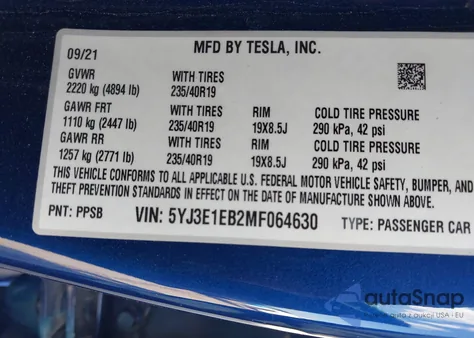 MFD BY TESLA, INC.
09/21
GVWR WITH TIRES
2220 kg (4894 lb) 235/40R19
GAWR FRT WITH TIRES RIM COLD TIRE PRESSURE
1110 kg (2447 lb) 235/40R19 19X8.5J 290 kPa, 42 psi
GAWR RR WITH TIRES RIM COLD TIRE PRESSURE
1257 kg (2771 lb) 235/40R19 19X8.5J 290 kPa, 42 psi
THIS VEHICLE CONFORMS TO ALL APPLICABLE U.S. FEDERAL MOTOR VEHICLE SAFETY, BUMPER, AND
THEFT PREVENTION STANDARDS IN EFFECT ON THE DATE OF MANUFACTURE SHOWN ABOVE.
PNT: PPSB VIN: 5YJ3E1EB2MF064630 TYPE: PASSENGER CAR
autoSnap
auto z aukcji USA - EU